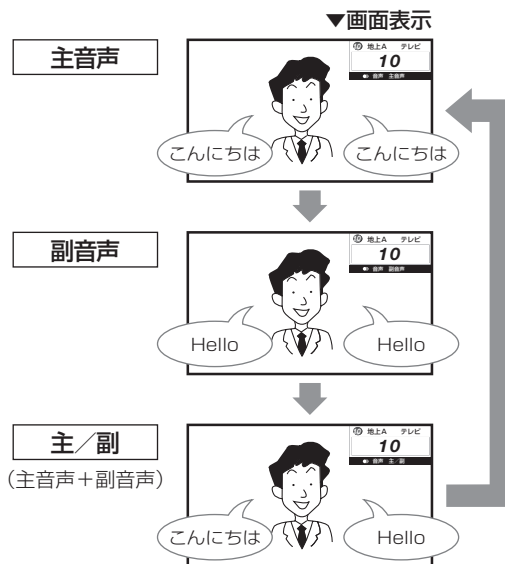 ▼画面表示
主音声
地上A テレビ
10
音声 主音声
こんにちは
こんにちは
副音声
地上A テレビ
10
音声 副音声
Hello
Hello
主／副
(主音声＋副音声)
地上A テレビ
10
音声 主／副
こんにちは
Hello